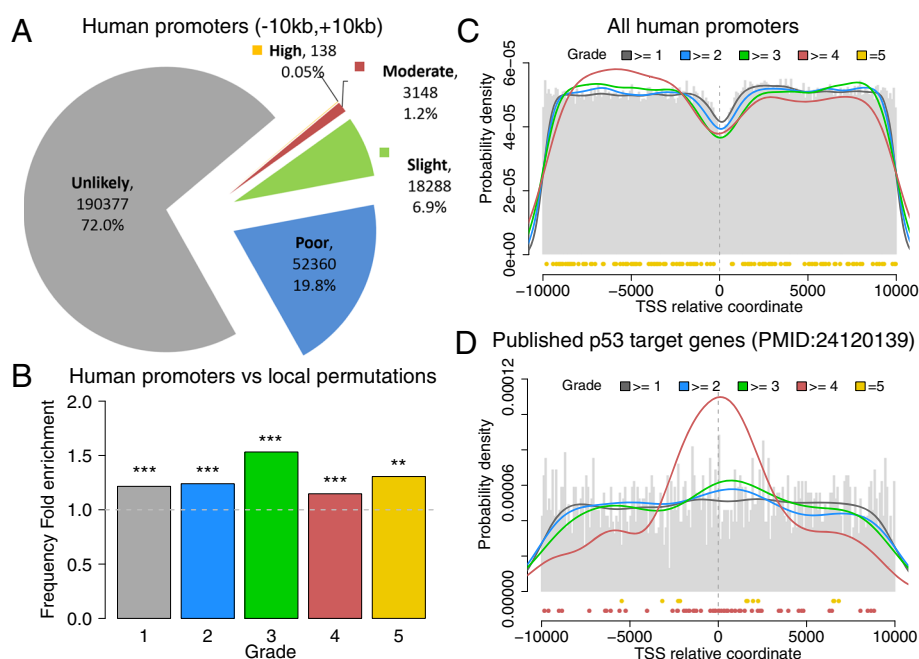 A
Human promoters (-10kb,+10kb)
High, 138
0.05%
Moderate,
3148
1.2%
Slight,
18288
6.9%
Unlikely,
190377
72.0%
Poor,
52360
19.8%
B
Human promoters vs local permutations
Frequency Fold enrichment
2.0
1.5
1.0
0.5
0.0
***
***
***
***
**
1 2 3 4 5
Grade
C
All human promoters
Grade >= 1 >= 2 >= 3 >= 4 =5
Probability density
6e−05
4e−05
2e−05
0e+00
−10000 −5000 0 5000 10000
TSS relative coordinate
D
Published p53 target genes (PMID:24120139)
Grade >= 1 >= 2 >= 3 >= 4 =5
Probability density
0.00012
0.00006
0.00000
−10000 −5000 0 5000 10000
TSS relative coordinate